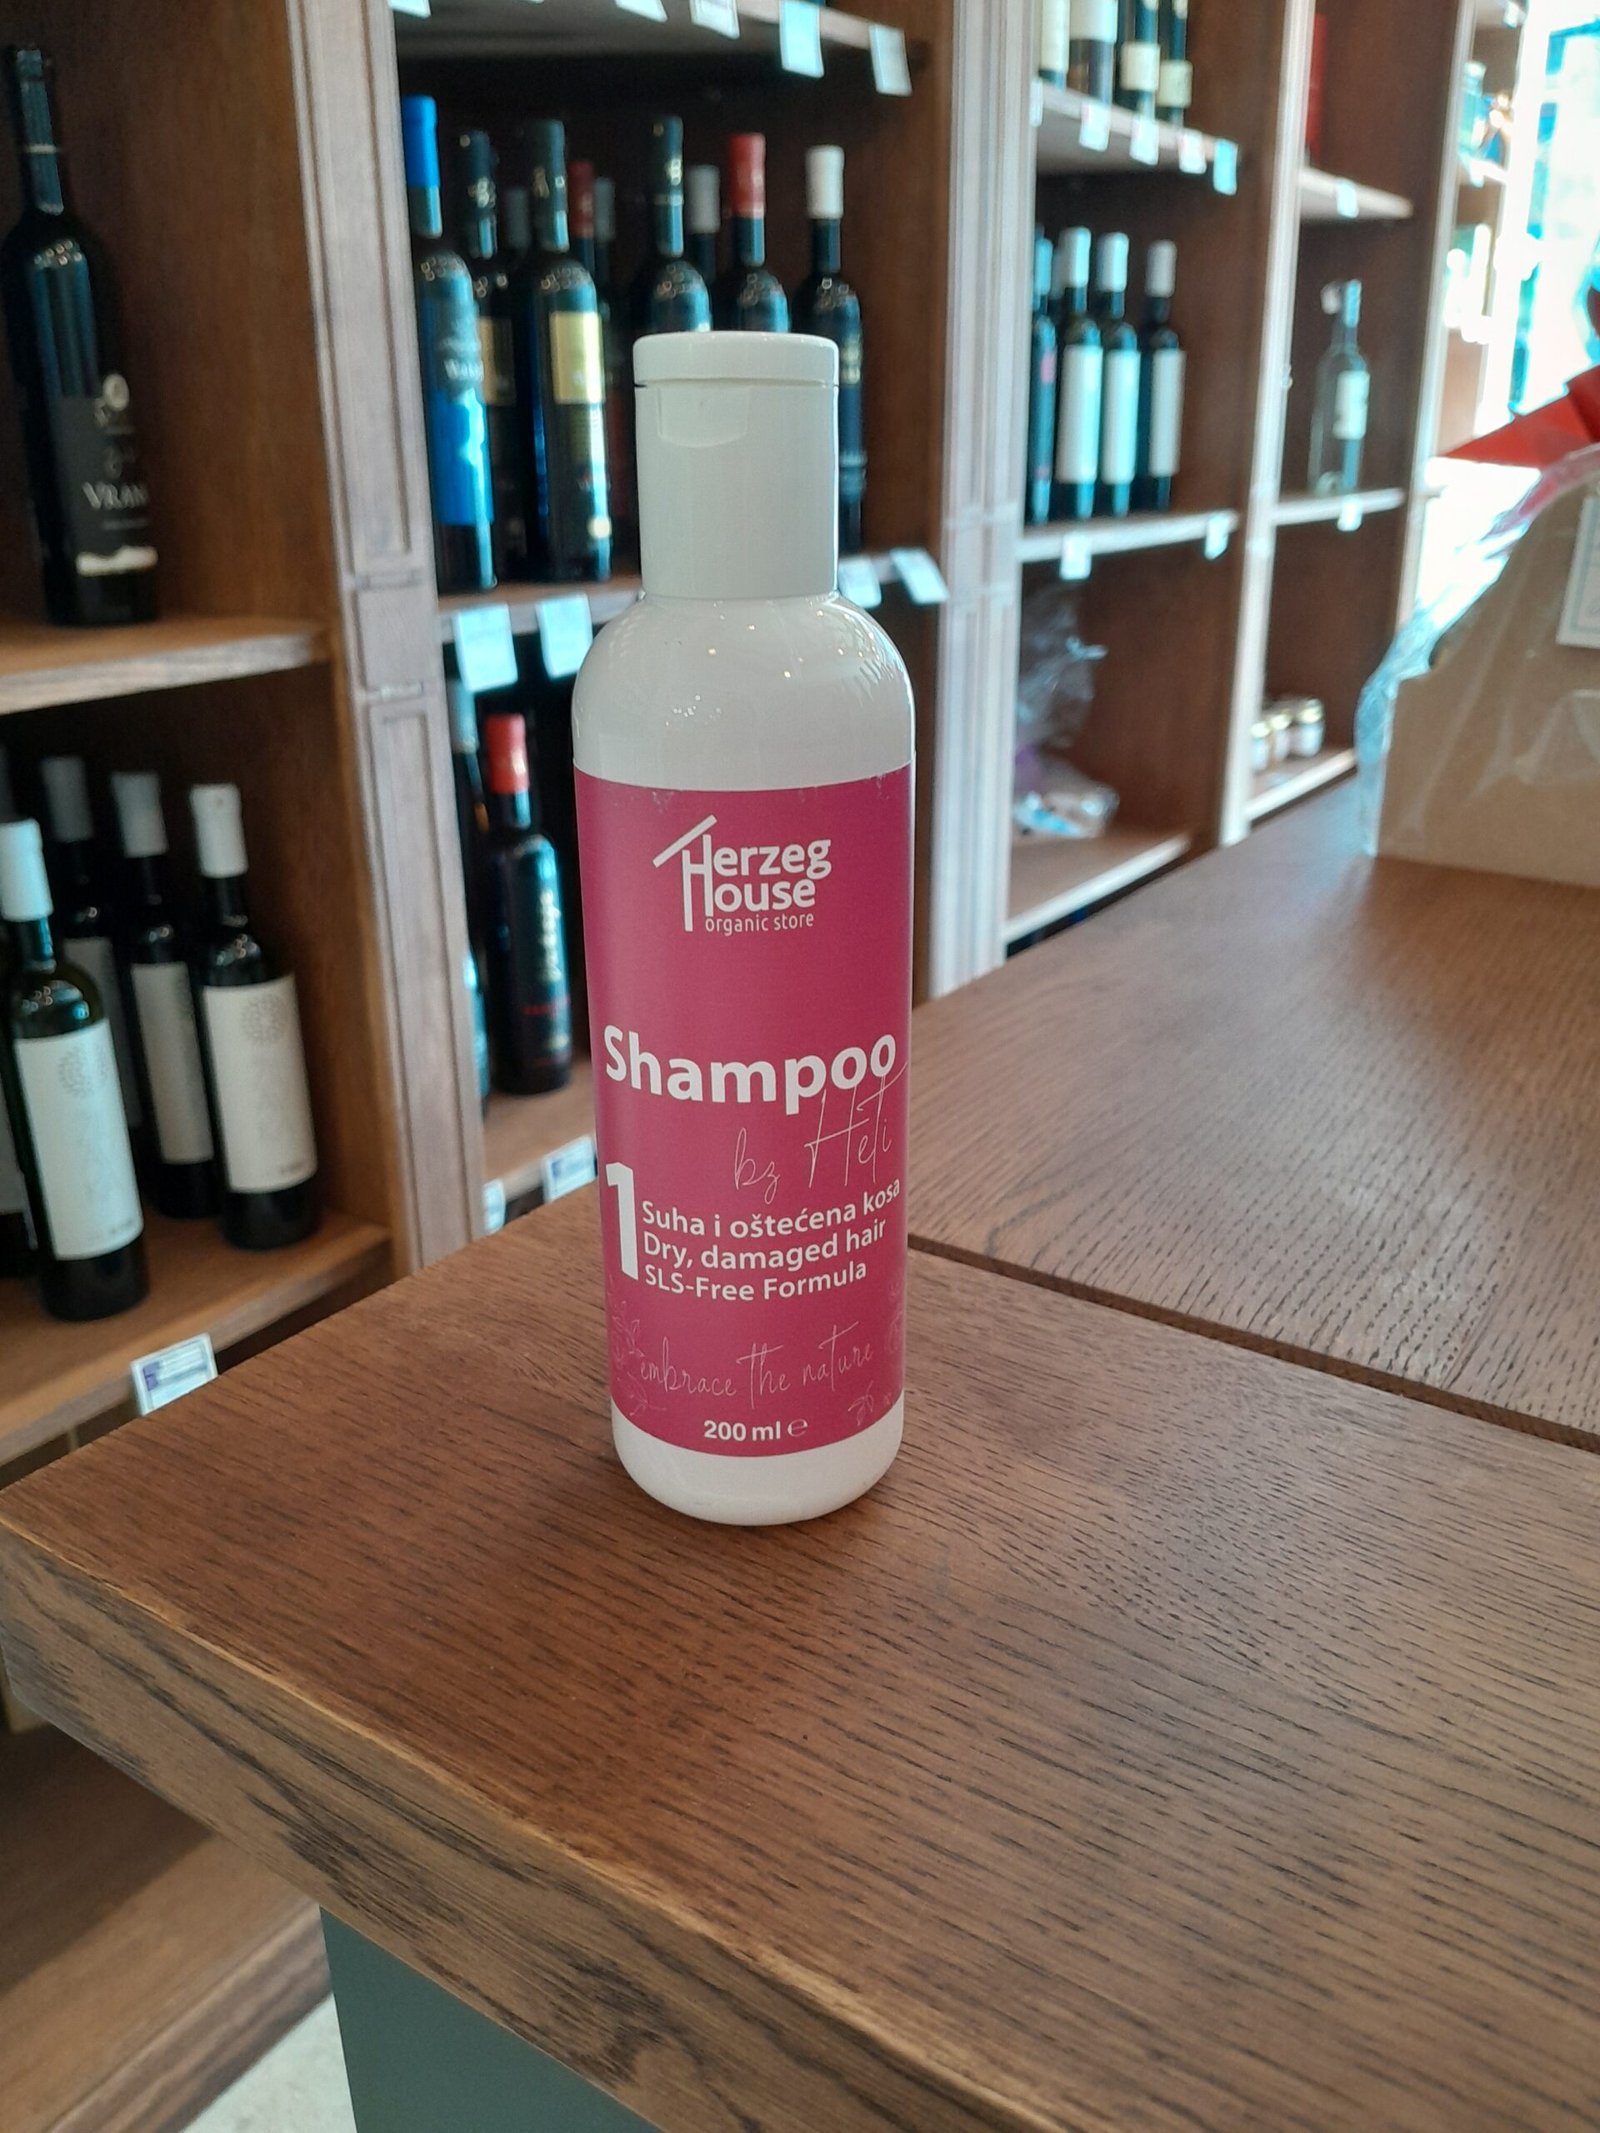 Herzeg
House
organic store
Shampoo
by Heti
1
Suha i oštećena kosa
Dry, damaged hair
SLS-Free Formula
embrace the nature
200 ml ℮